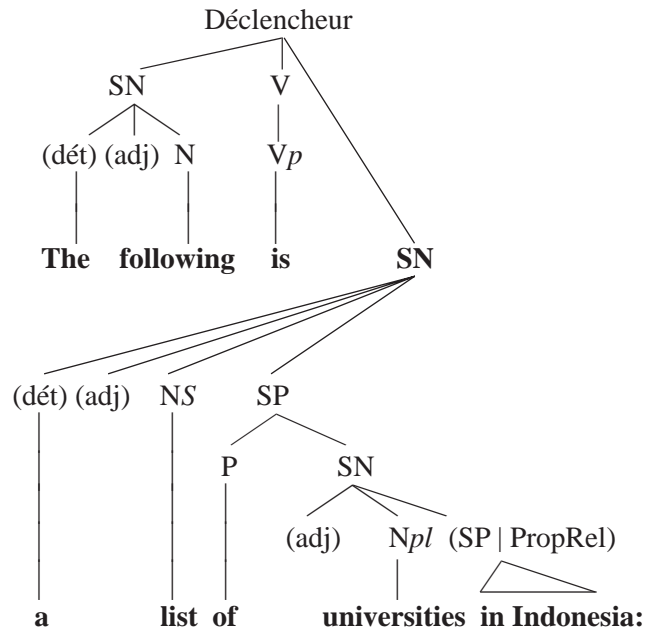 Déclencheur
SN V
(dét) (adj) N Vp
The following is SN
(dét) (adj) NS SP
P SN
(adj) Npl (SP | PropRel)
a list of universities in Indonesia: